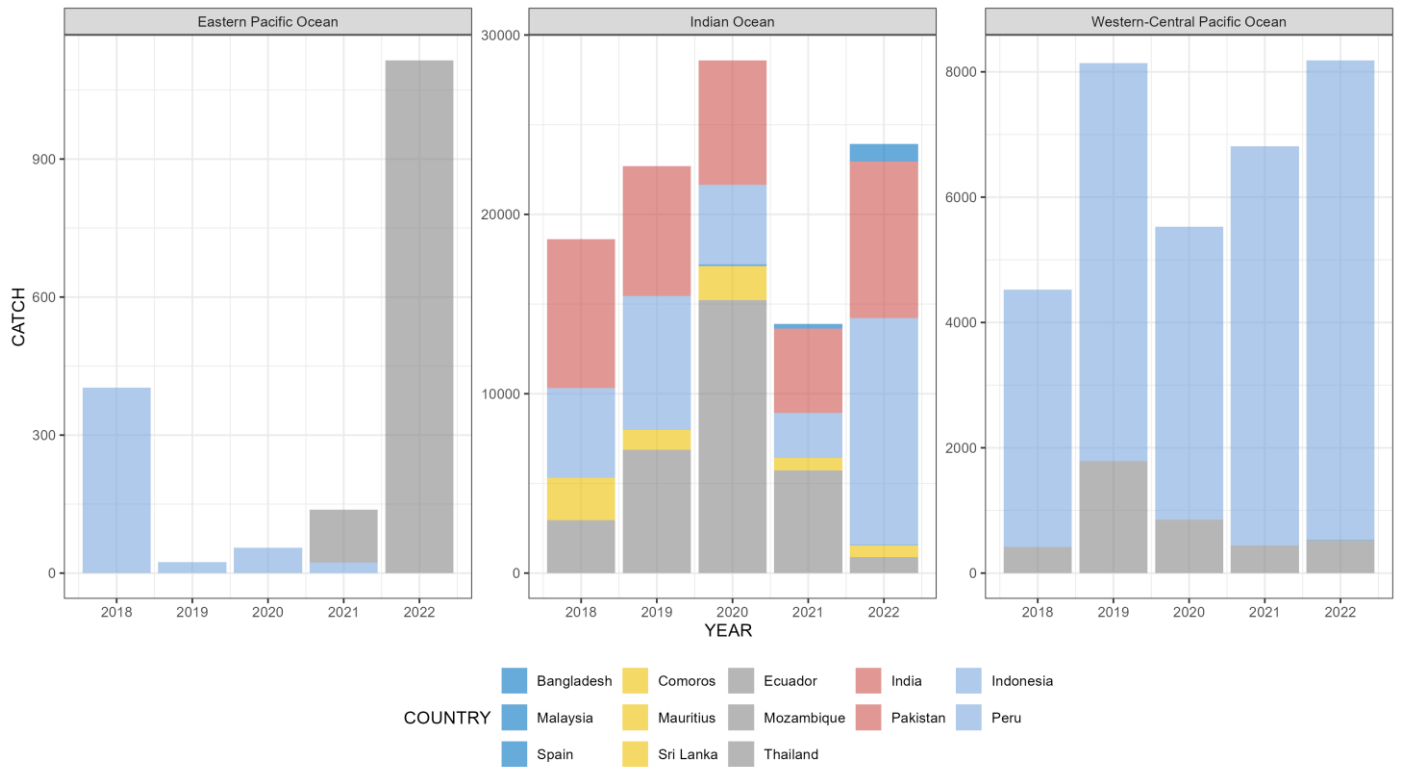 Eastern Pacific Ocean
Indian Ocean
Western-Central Pacific Ocean
CATCH
900
600
300
0
30000
20000
10000
0
8000
6000
4000
2000
0
2018 2019 2020 2021 2022
2018 2019 2020 2021 2022
2018 2019 2020 2021 2022
YEAR
COUNTRY
Bangladesh Comoros Ecuador India Indonesia
Malaysia Mauritius Mozambique Pakistan Peru
Spain Sri Lanka Thailand